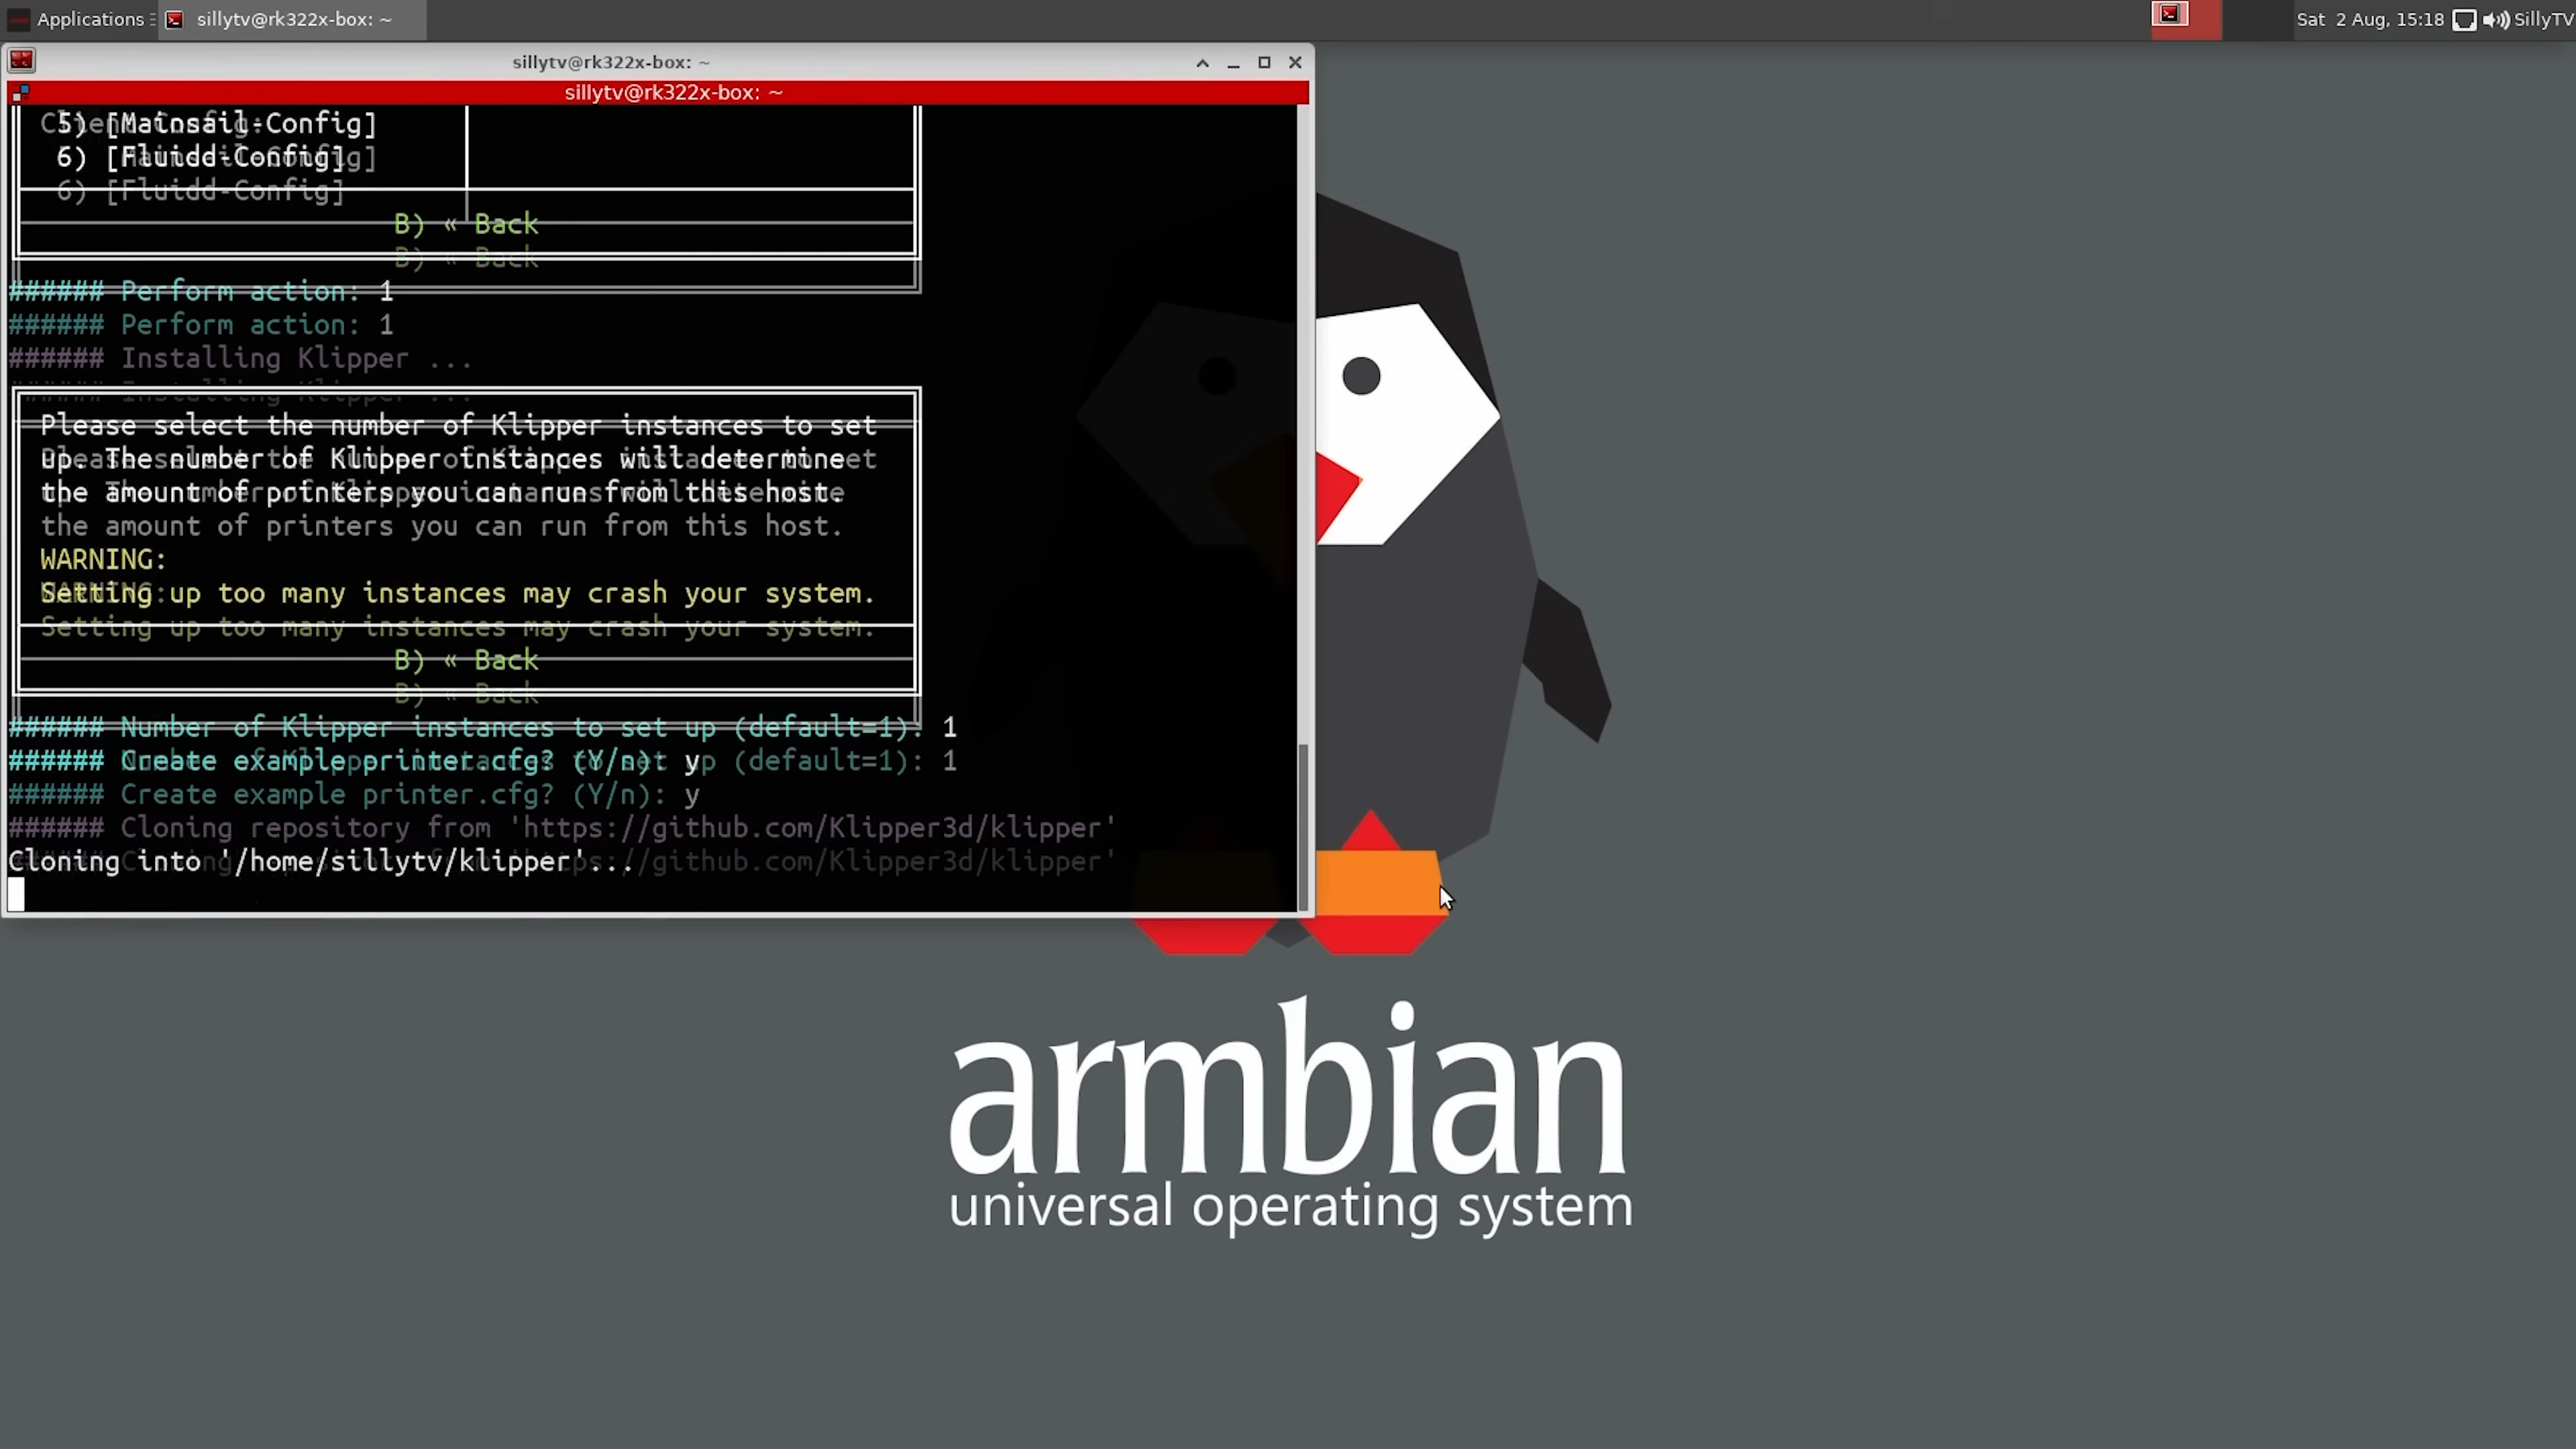 Applications
sillytv@rk322x-box: ~
Sat 2 Aug, 15:18
SillyTV
sillytv@rk322x-box: ~
sillytv@rk322x-box: ~
5) [Mainsail-Config]
6) [Fluidd-Config]
6) [Fluidd-Config]
B) « Back
B) « Back
###### Perform action: 1
###### Perform action: 1
###### Installing Klipper ...
Please select the number of Klipper instances to set
up. The number of Klipper instances will determine
the amount of printers you can run from this host.
the amount of printers you can run from this host.
WARNING:
Setting up too many instances may crash your system.
Setting up too many instances may crash your system.
B) « Back
B) « Back
###### Number of Klipper instances to set up (default=1): 1
###### Create example printer.cfg? (Y/n): y
###### Create example printer.cfg? (Y/n): y
###### Cloning repository from 'https://github.com/Klipper3d/klipper'
Cloning into '/home/sillytv/klipper'...
armbian
universal operating system